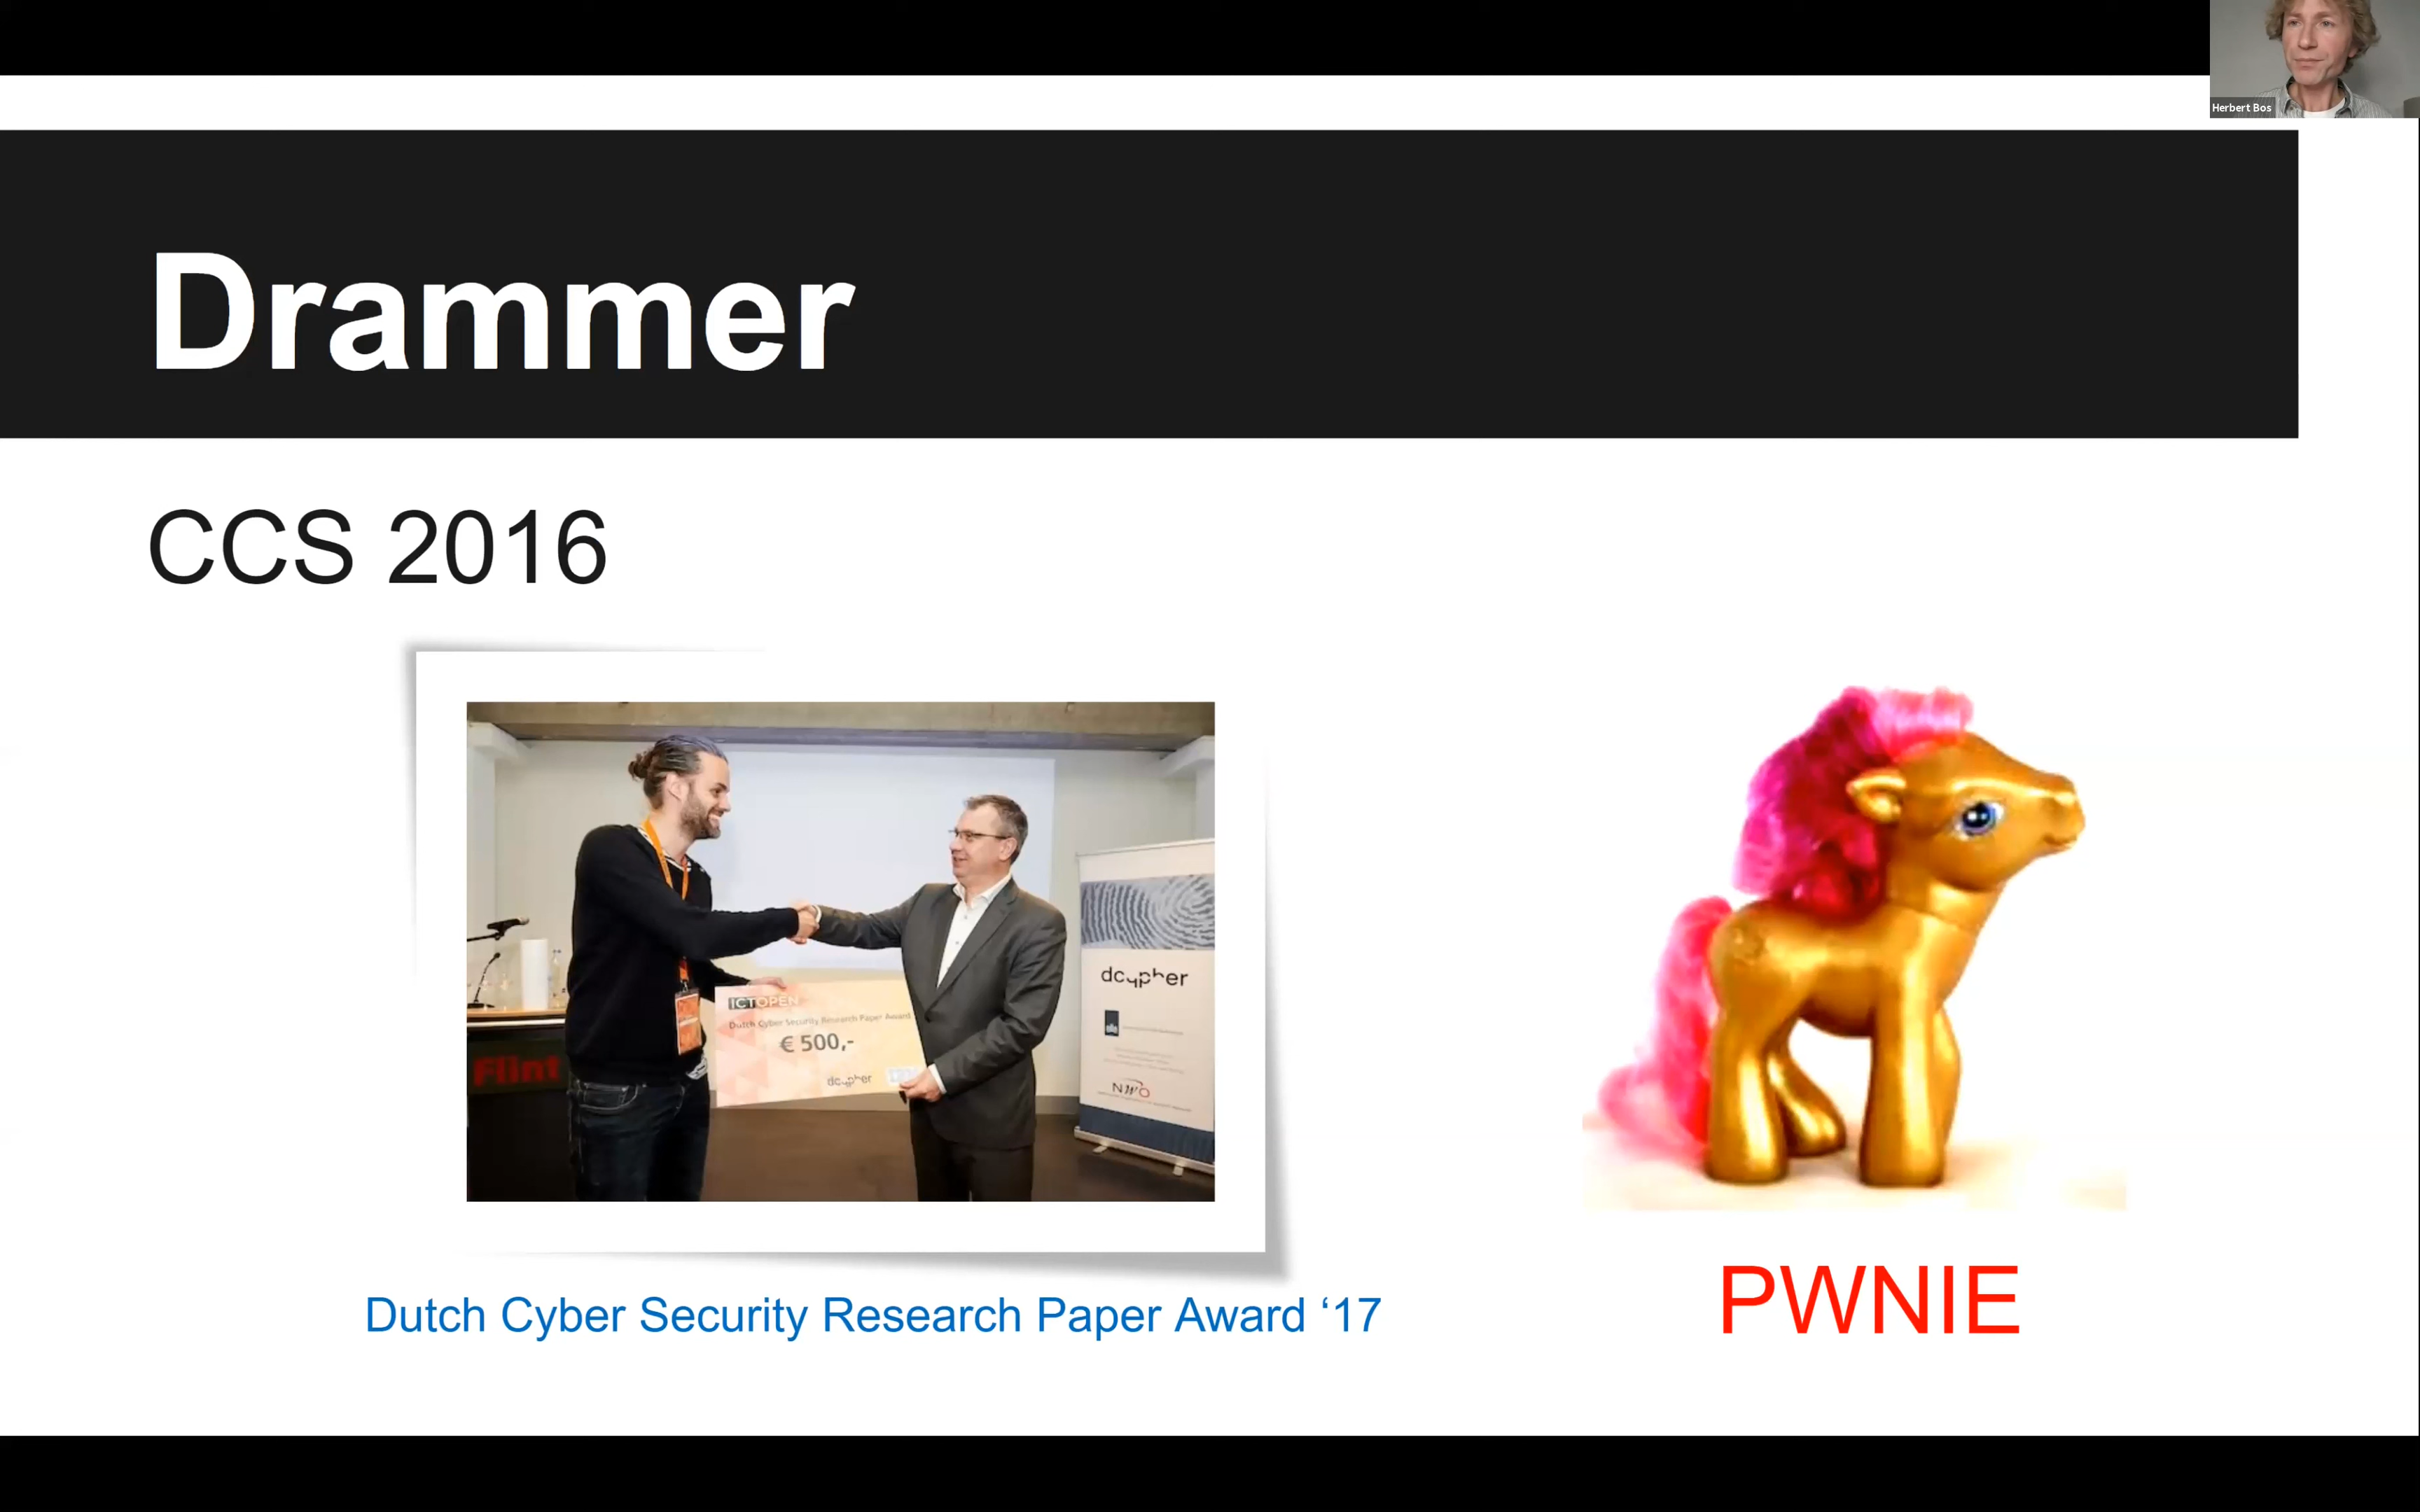 Herbert Bos
Drammer
CCS 2016
ICTOPEN
Dutch Cyber Security Research Paper Award
€ 500,-
dcypher
Flint
dcypher
NWO
Dutch Cyber Security Research Paper Award ‘17
PWNIE